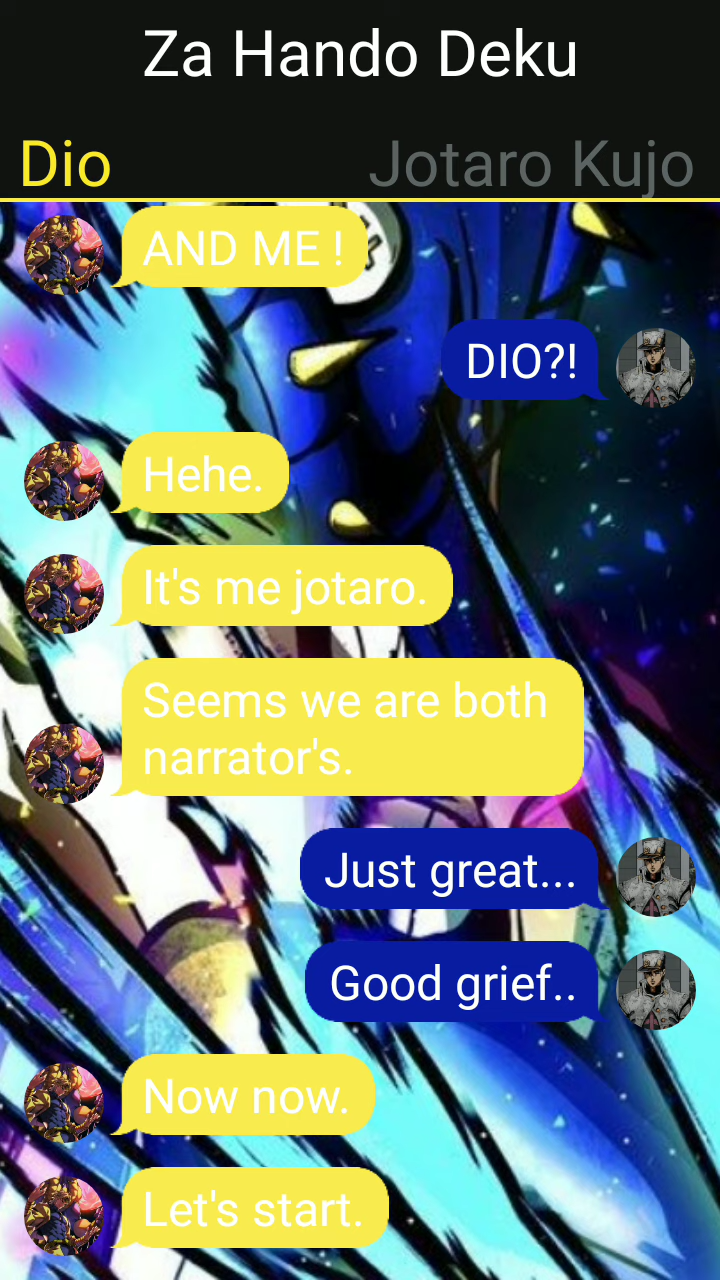 Za Hando Deku
Dio
Jotaro Kujo
AND ME !
DIO?!
Hehe.
It's me jotaro.
Seems we are both
narrator's.
Just great...
Good grief..
Now now.
Let's start.